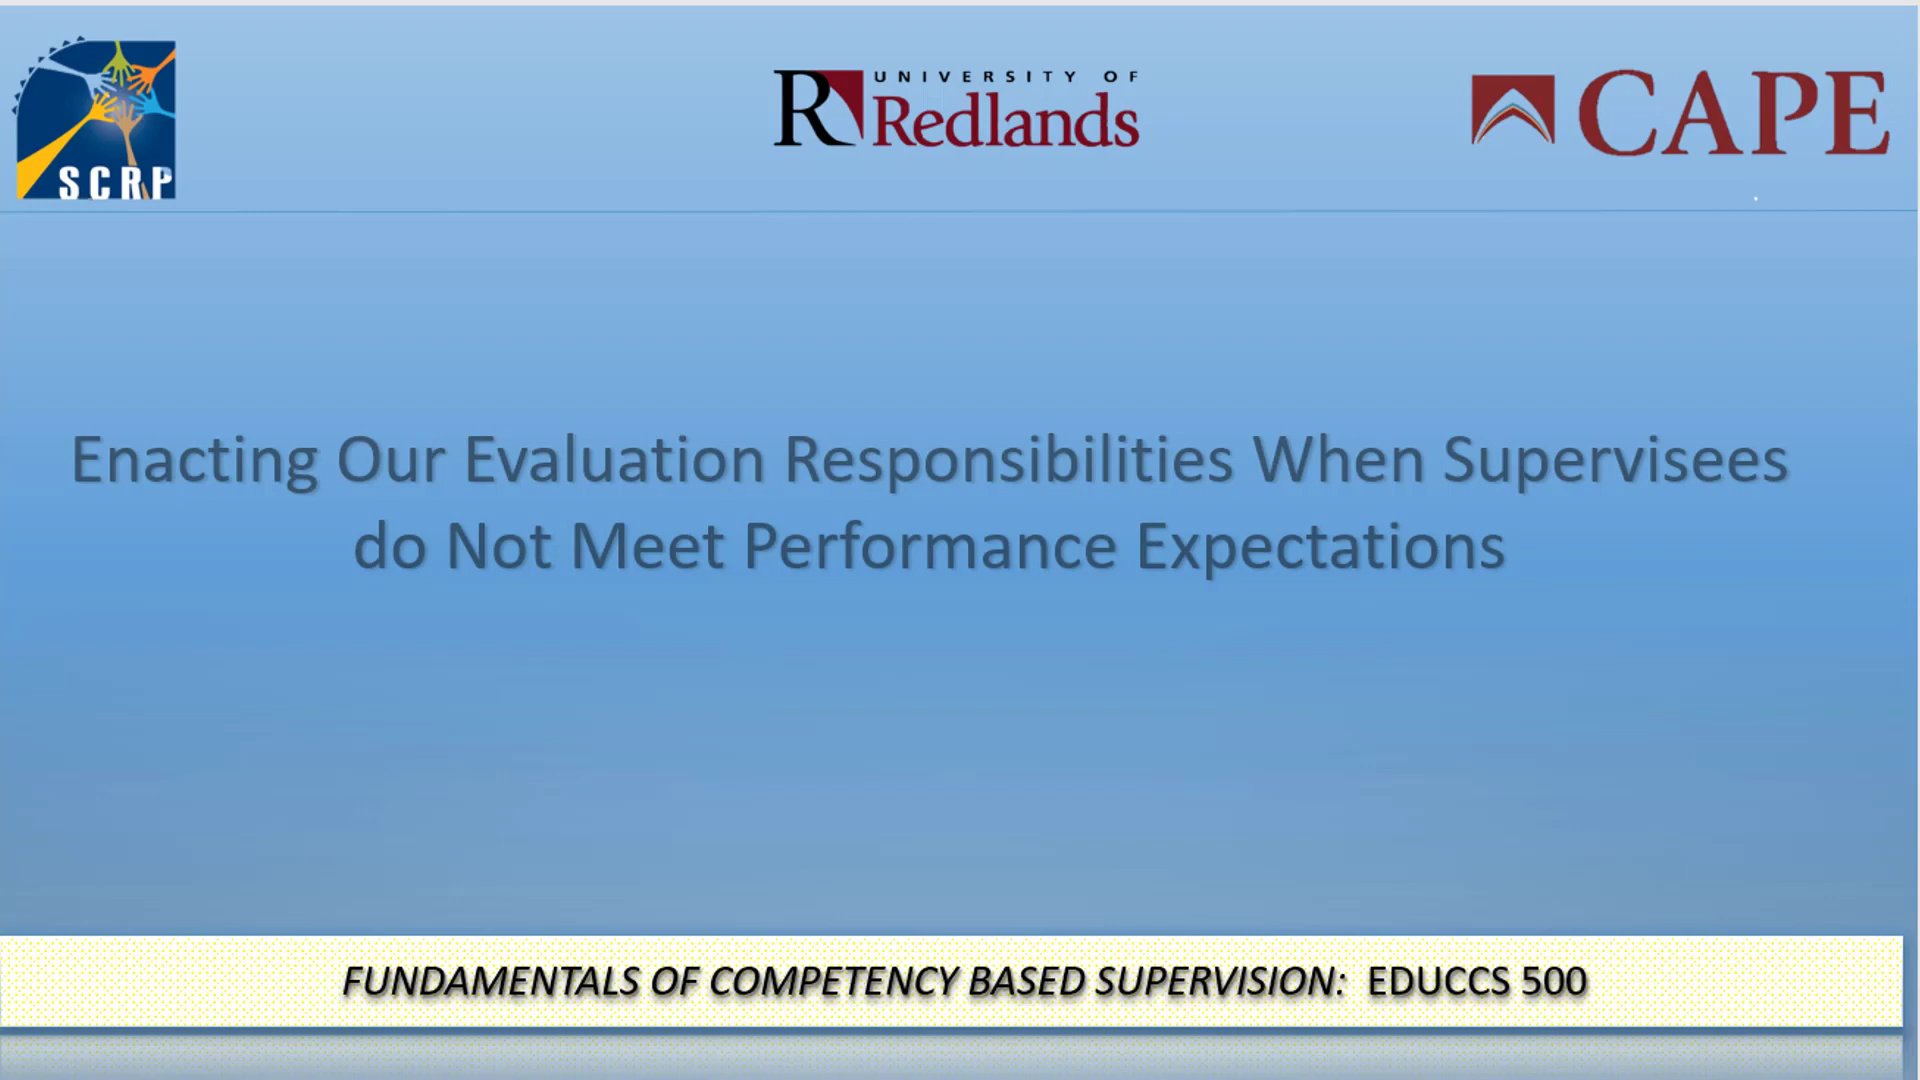 SCRP
UNIVERSITY OF
Redlands
CAPE
Enacting Our Evaluation Responsibilities When Supervisees
do Not Meet Performance Expectations
FUNDAMENTALS OF COMPETENCY BASED SUPERVISION: EDUCCS 500